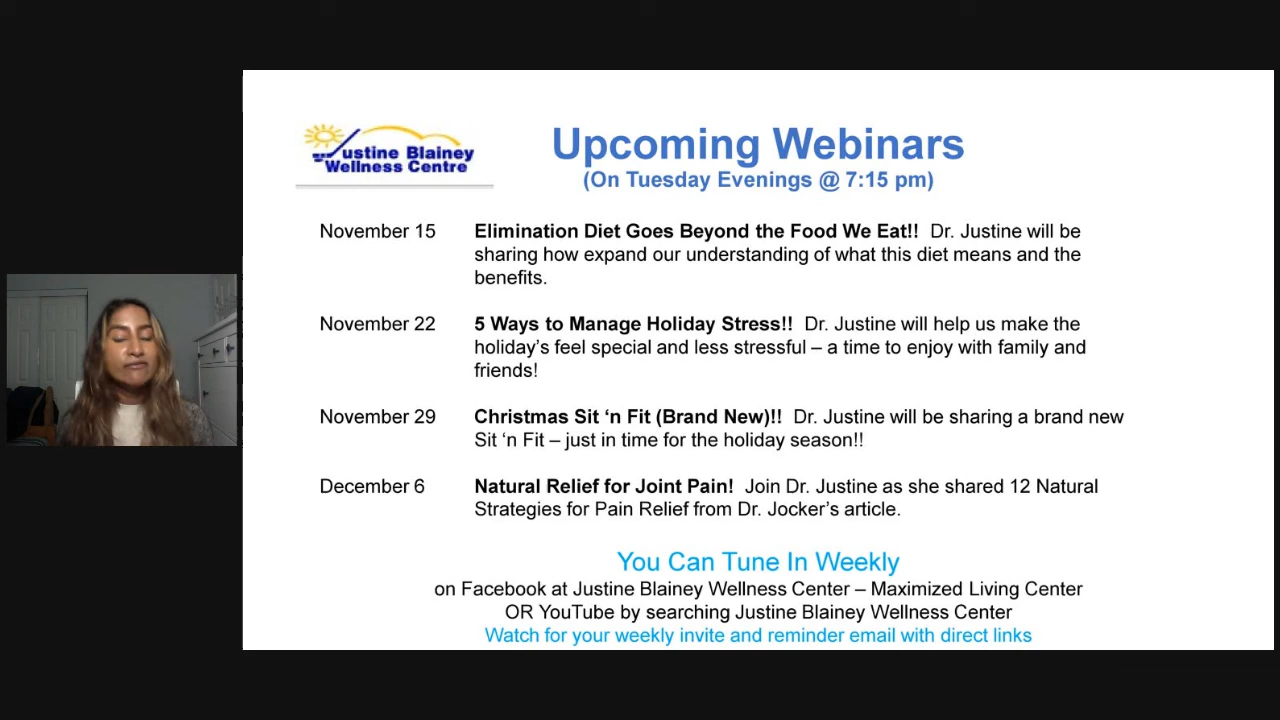 Justine Blainey
Wellness Centre
Upcoming Webinars
(On Tuesday Evenings @ 7:15 pm)
November 15 Elimination Diet Goes Beyond the Food We Eat!! Dr. Justine will be
sharing how expand our understanding of what this diet means and the
benefits.
November 22 5 Ways to Manage Holiday Stress!! Dr. Justine will help us make the
holiday’s feel special and less stressful – a time to enjoy with family and
friends!
November 29 Christmas Sit ‘n Fit (Brand New)!! Dr. Justine will be sharing a brand new
Sit ‘n Fit – just in time for the holiday season!!
December 6 Natural Relief for Joint Pain! Join Dr. Justine as she shared 12 Natural
Strategies for Pain Relief from Dr. Jocker’s article.
You Can Tune In Weekly
on Facebook at Justine Blainey Wellness Center – Maximized Living Center
OR YouTube by searching Justine Blainey Wellness Center
Watch for your weekly invite and reminder email with direct links